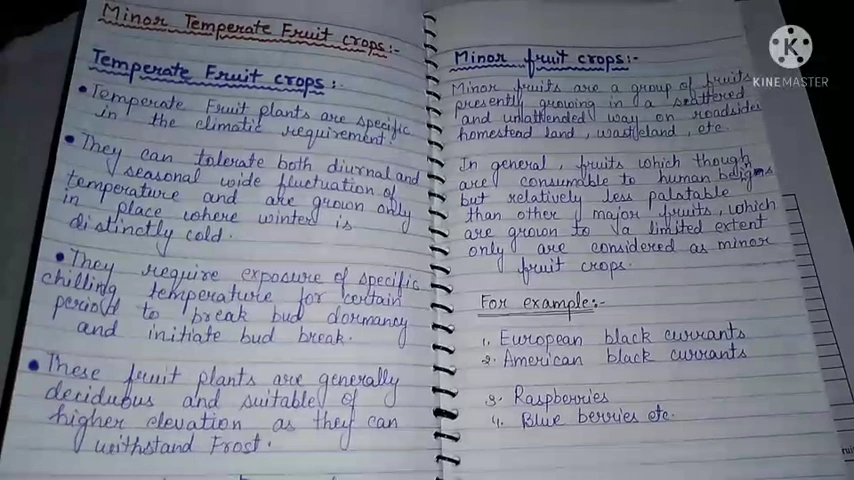 Minor Temperate Fruit crops:-
Temperate Fruit crops:-
• Temperate Fruit plants are specific
in the climatic requirement.
• They can tolerate both diurnal and
seasonal wide fluctuation of
temperature and are grown only
in place where winter is
distinctly cold.
• They require exposure of specific
chilling temperature for certain
period to break bud dormancy
and initiate bud break.
• These fruit plants are generally
deciduous and suitable of
higher elevation as they can
withstand Frost.
Minor fruit crops:-
Minor fruits are a group of fruits
presently growing in a scattered
and unattended way on roadsides
homestead land, wasteland, etc.
In general, fruits which though
are consumable to human beigns
but relatively less palatable
than other major fruits, which
are grown to a limited extent
only are considered as minor
fruit crops.
For example:-
1. European black currants
2. American black currants
3. Raspberries
4. Blue berries etc.
K
KINEMASTER